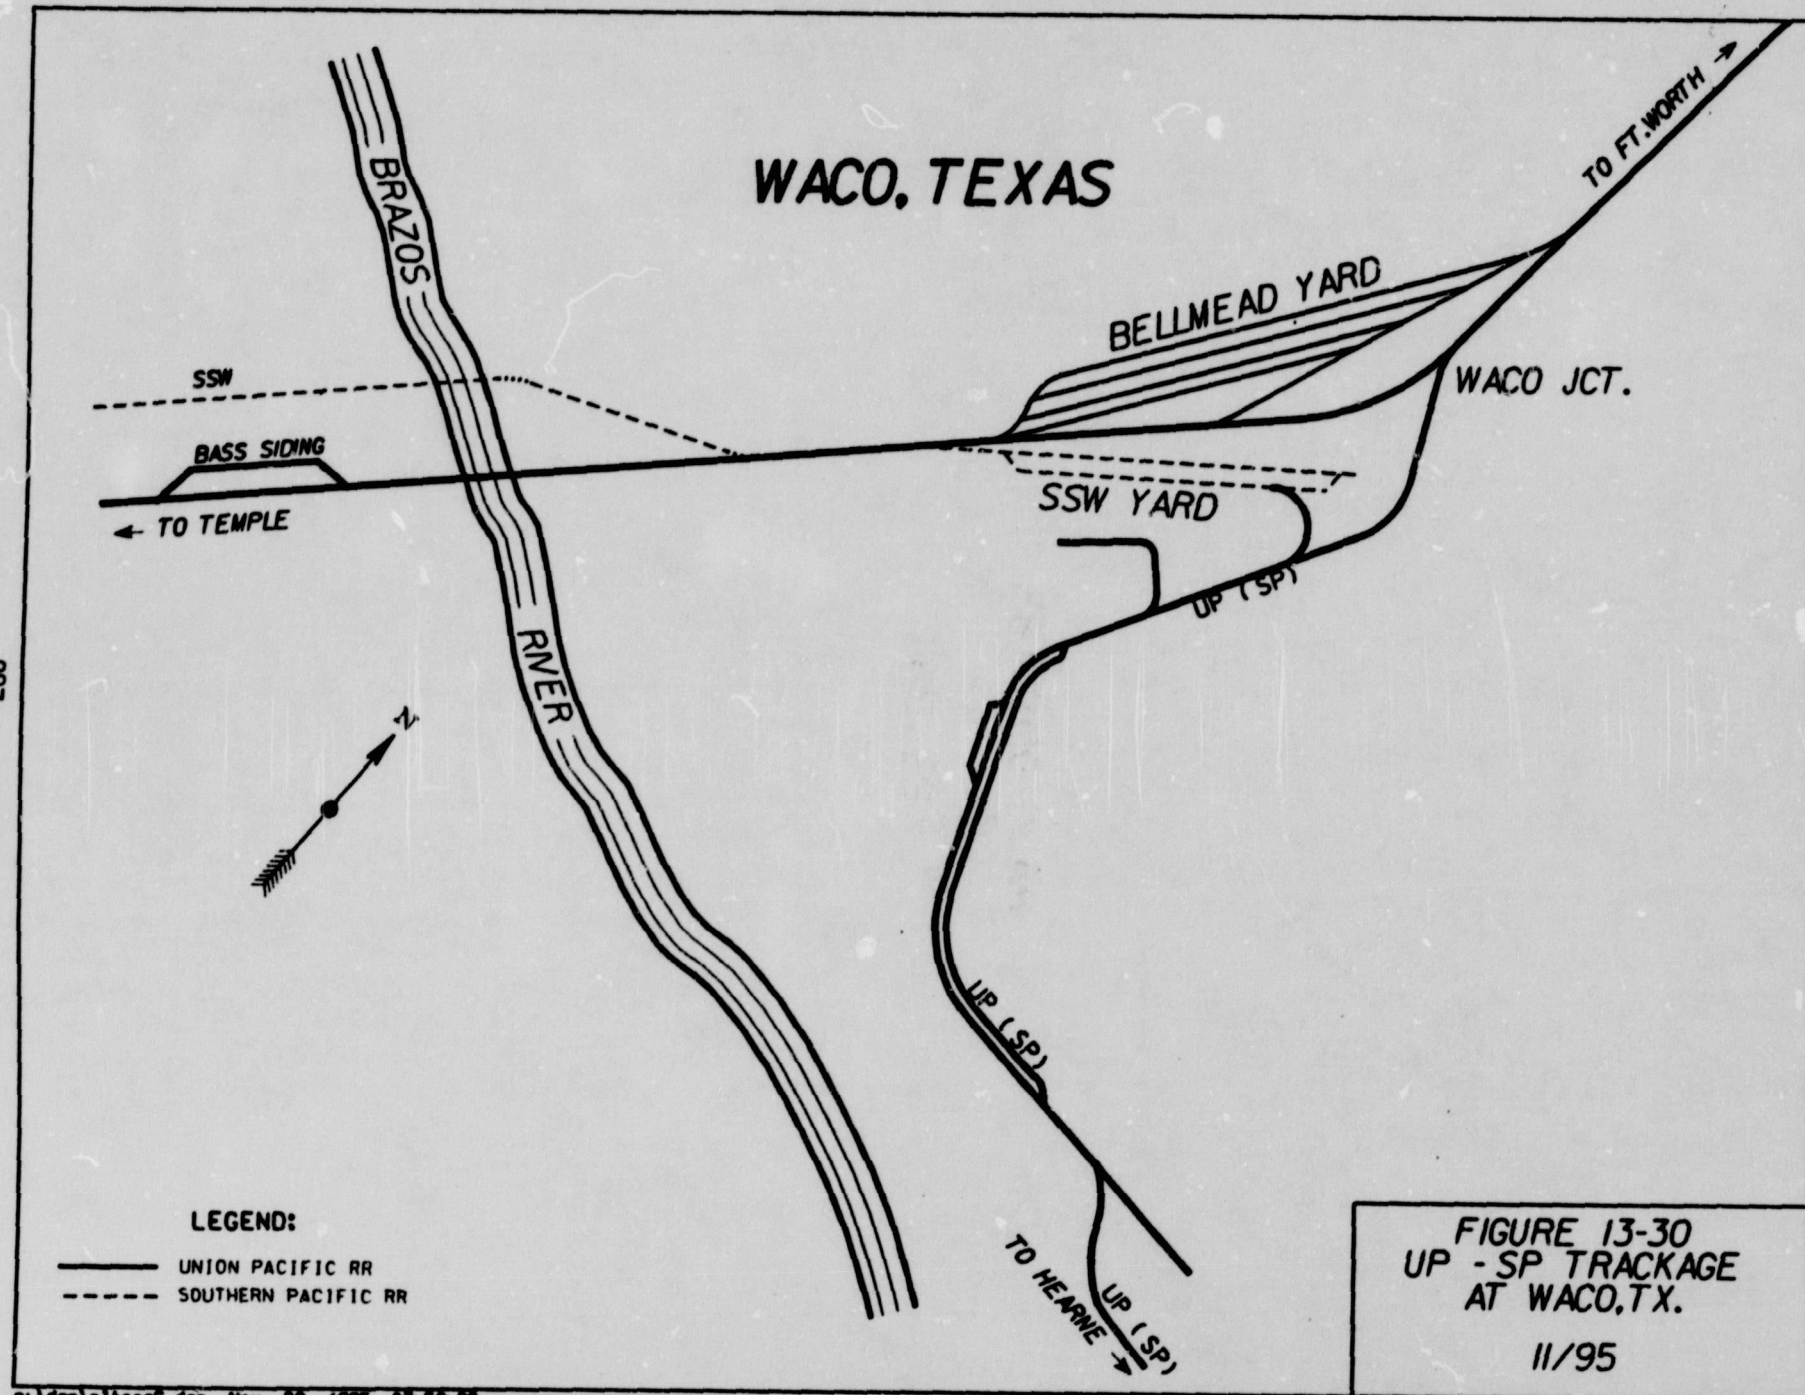 WACO, TEXAS
TO FT. WORTH →
BRAZOS
BELLMEAD YARD
WACO JCT.
SSW
BASS SIDING
← TO TEMPLE
SSW YARD
UP (SP)
RIVER
N
UP (SP)
TO HEARNE →
UP (SP)
LEGEND:
UNION PACIFIC RR
SOUTHERN PACIFIC RR
FIGURE 13-30
UP - SP TRACKAGE
AT WACO, TX.
11/95